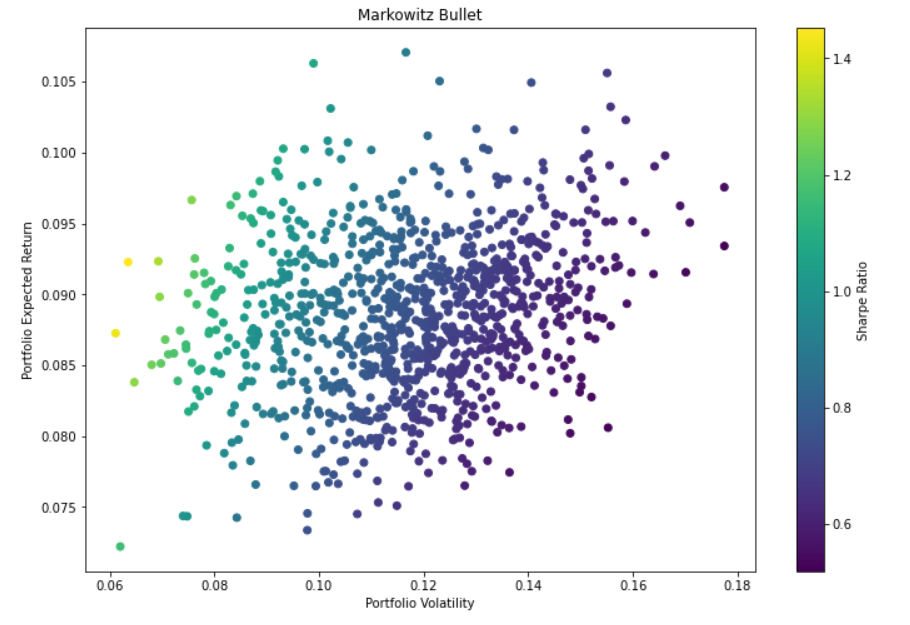 Markowitz Bullet
Portfolio Expected Return
0.105
0.100
0.095
0.090
0.085
0.080
0.075
0.06 0.08 0.10 0.12 0.14 0.16 0.18
Portfolio Volatility
1.4
1.2
1.0
0.8
0.6
Sharpe Ratio